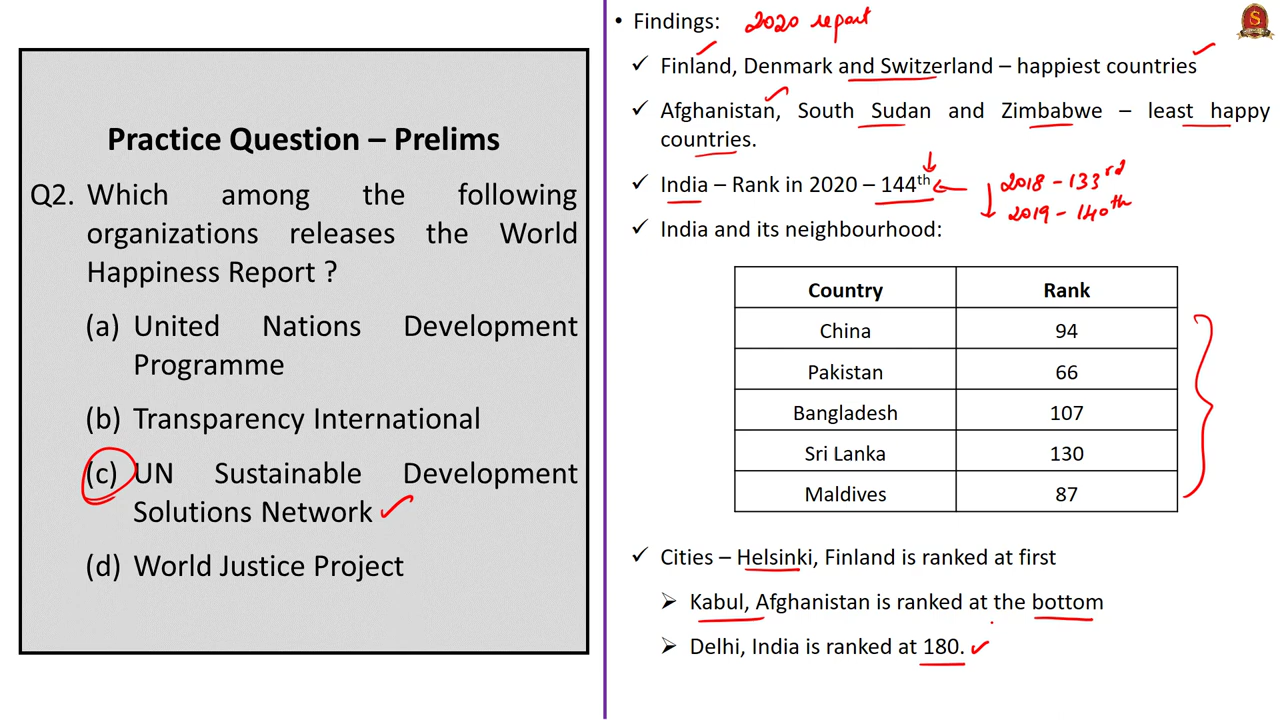 Practice Question – Prelims
Q2. Which among the following
organizations releases the World
Happiness Report ?
(a) United Nations Development
Programme
(b) Transparency International
(c) UN Sustainable Development
Solutions Network
(d) World Justice Project
• Findings: 2020 report
✓ Finland, Denmark and Switzerland – happiest countries
✓ Afghanistan, South Sudan and Zimbabwe – least happy
countries.
✓ India – Rank in 2020 – 144th
2018 - 133rd
2019 - 140th
✓ India and its neighbourhood:
Country Rank
China 94
Pakistan 66
Bangladesh 107
Sri Lanka 130
Maldives 87
✓ Cities – Helsinki, Finland is ranked at first
➢ Kabul, Afghanistan is ranked at the bottom
➢ Delhi, India is ranked at 180.